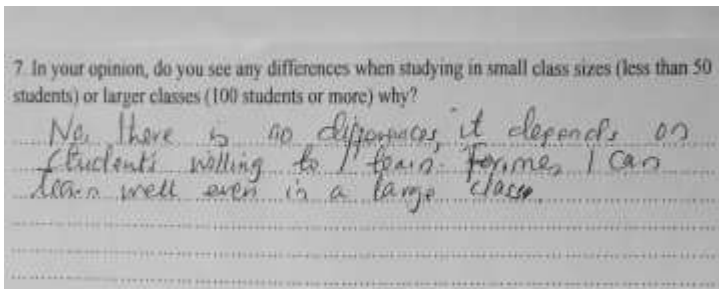 7. In your opinion, do you see any differences when studying in small class sizes (less than 50
students) or larger classes (100 students or more) why?
No, there is no differences, it depends on
students willing to learn. For me, I can
learn well even in a large class.